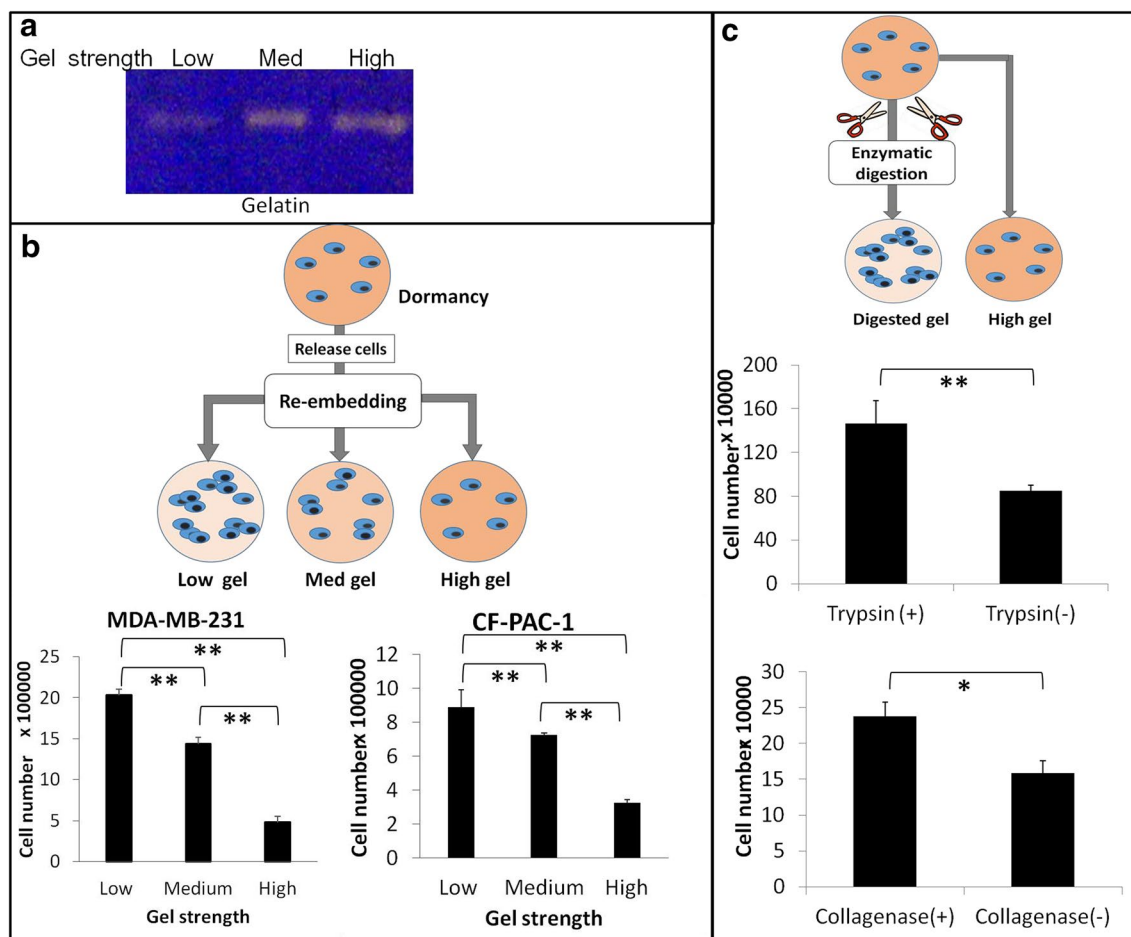 a
Gel strength Low Med High
Gelatin
b
Dormancy
Release cells
Re-embedding
Low gel Med gel High gel
MDA-MB-231
Cell number x 100000
25
20
15
10
5
0
**
**
**
Low Medium High
Gel strength
CF-PAC-1
Cell number x 100000
12
10
8
6
4
2
0
**
**
**
Low Medium High
Gel strength
c
Enzymatic
digestion
Digested gel High gel
Cell number x 10000
200
160
120
80
40
0
**
Trypsin (+) Trypsin(-)
Cell number x 10000
30
25
20
15
10
5
0
*
Collagenase(+) Collagenase(-)